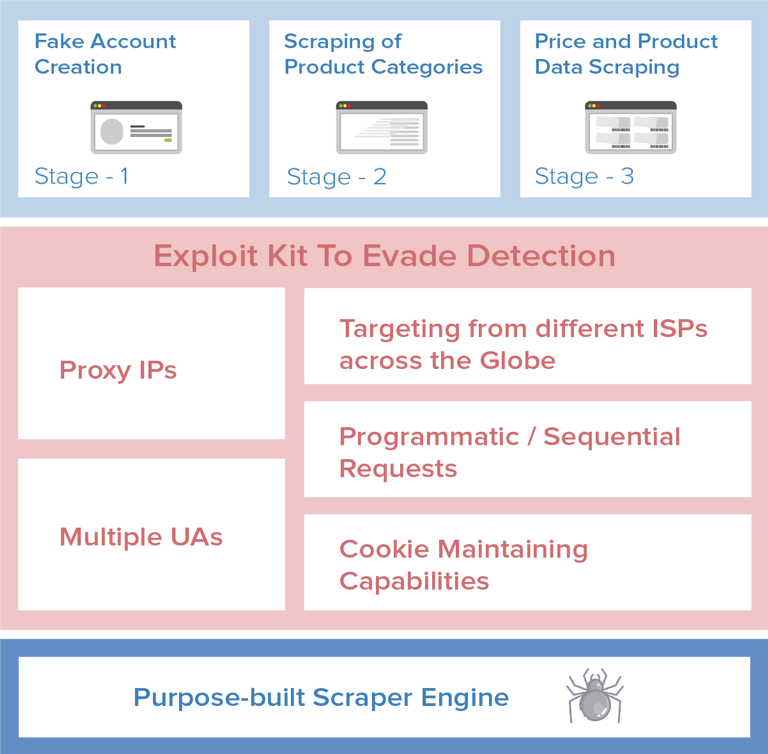 Fake Account
Creation
Stage - 1
Scraping of
Product Categories
Stage - 2
Price and Product
Data Scraping
Stage - 3
Exploit Kit To Evade Detection
Proxy IPs
Multiple UAs
Targeting from different ISPs
across the Globe
Programmatic / Sequential
Requests
Cookie Maintaining
Capabilities
Purpose-built Scraper Engine